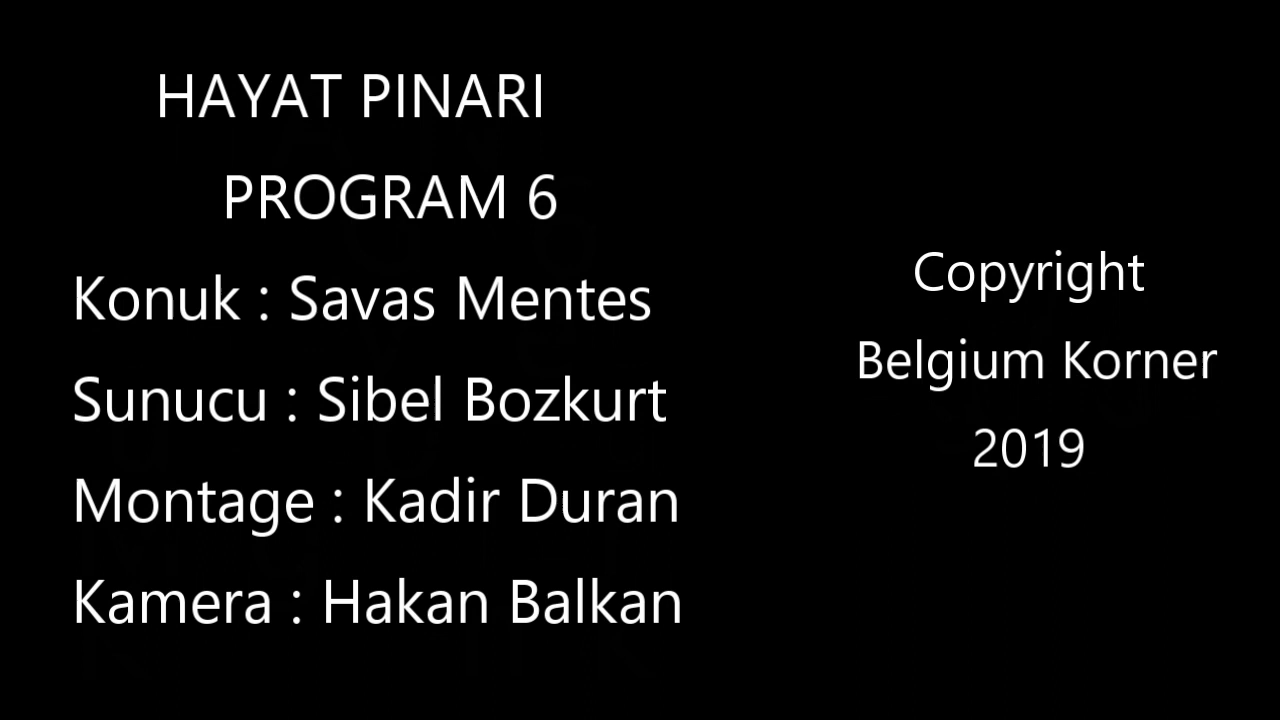 HAYAT PINARI
PROGRAM 6
Konuk : Savas Mentes
Sunucu : Sibel Bozkurt
Montage : Kadir Duran
Kamera : Hakan Balkan
Copyright
Belgium Korner
2019